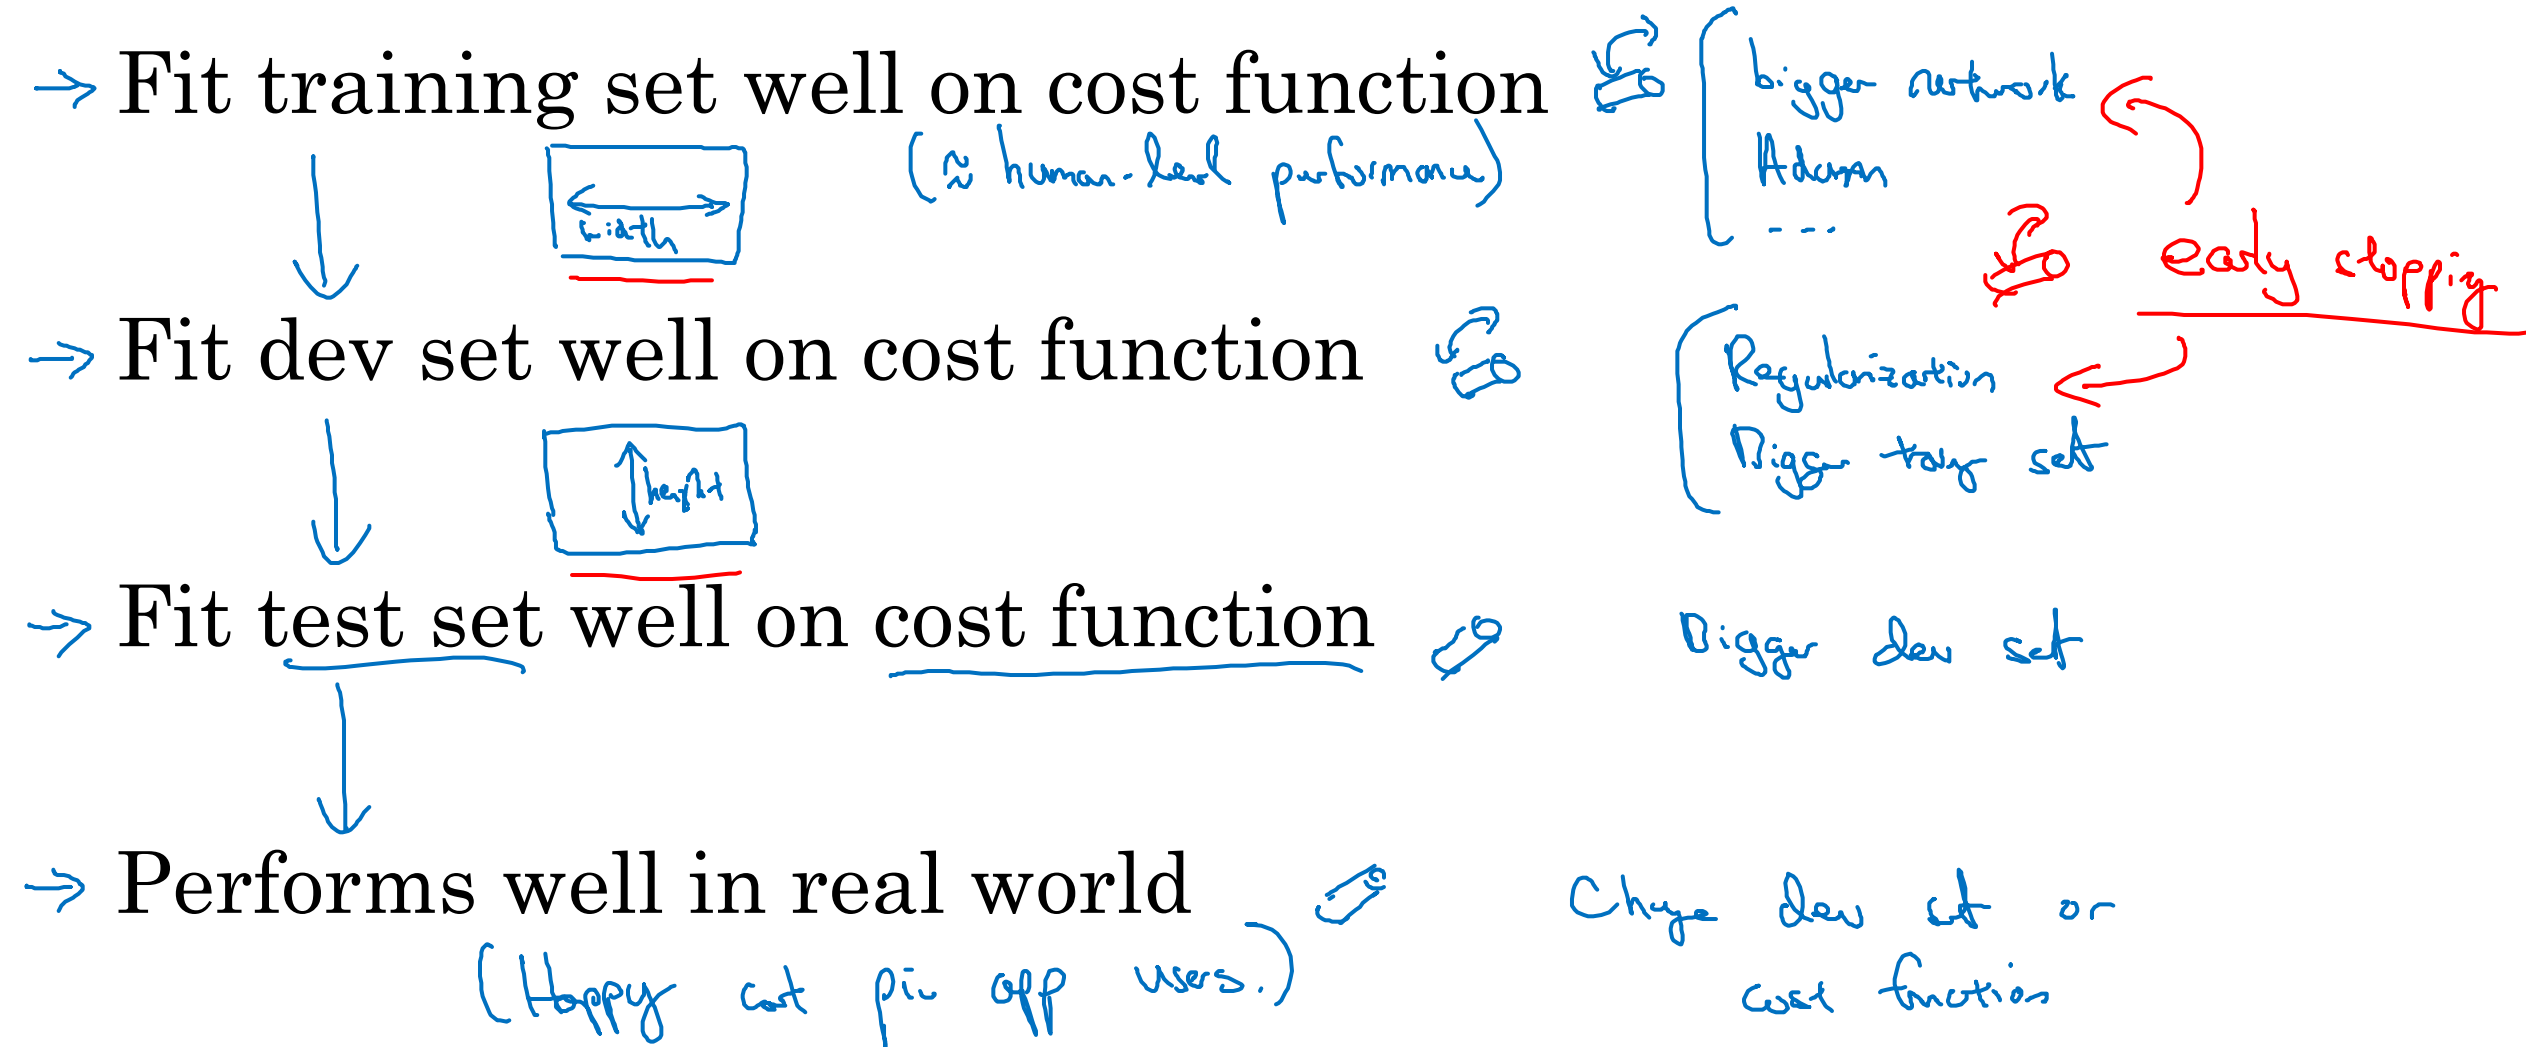 → Fit training set well on cost function
(≈ human-level performance)
bigger network
Adam
....
width
early stopping
→ Fit dev set well on cost function
Regularization
Bigger set
height
→ Fit test set well on cost function
Bigger dev set
→ Performs well in real world
Change dev set or
cost function
(Happy cat pic app users.)